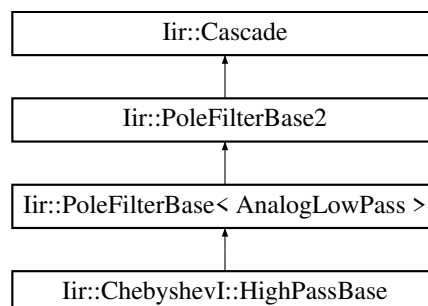 Iir::Cascade
Iir::PoleFilterBase2
Iir::PoleFilterBase< AnalogLowPass >
Iir::ChebyshevI::HighPassBase